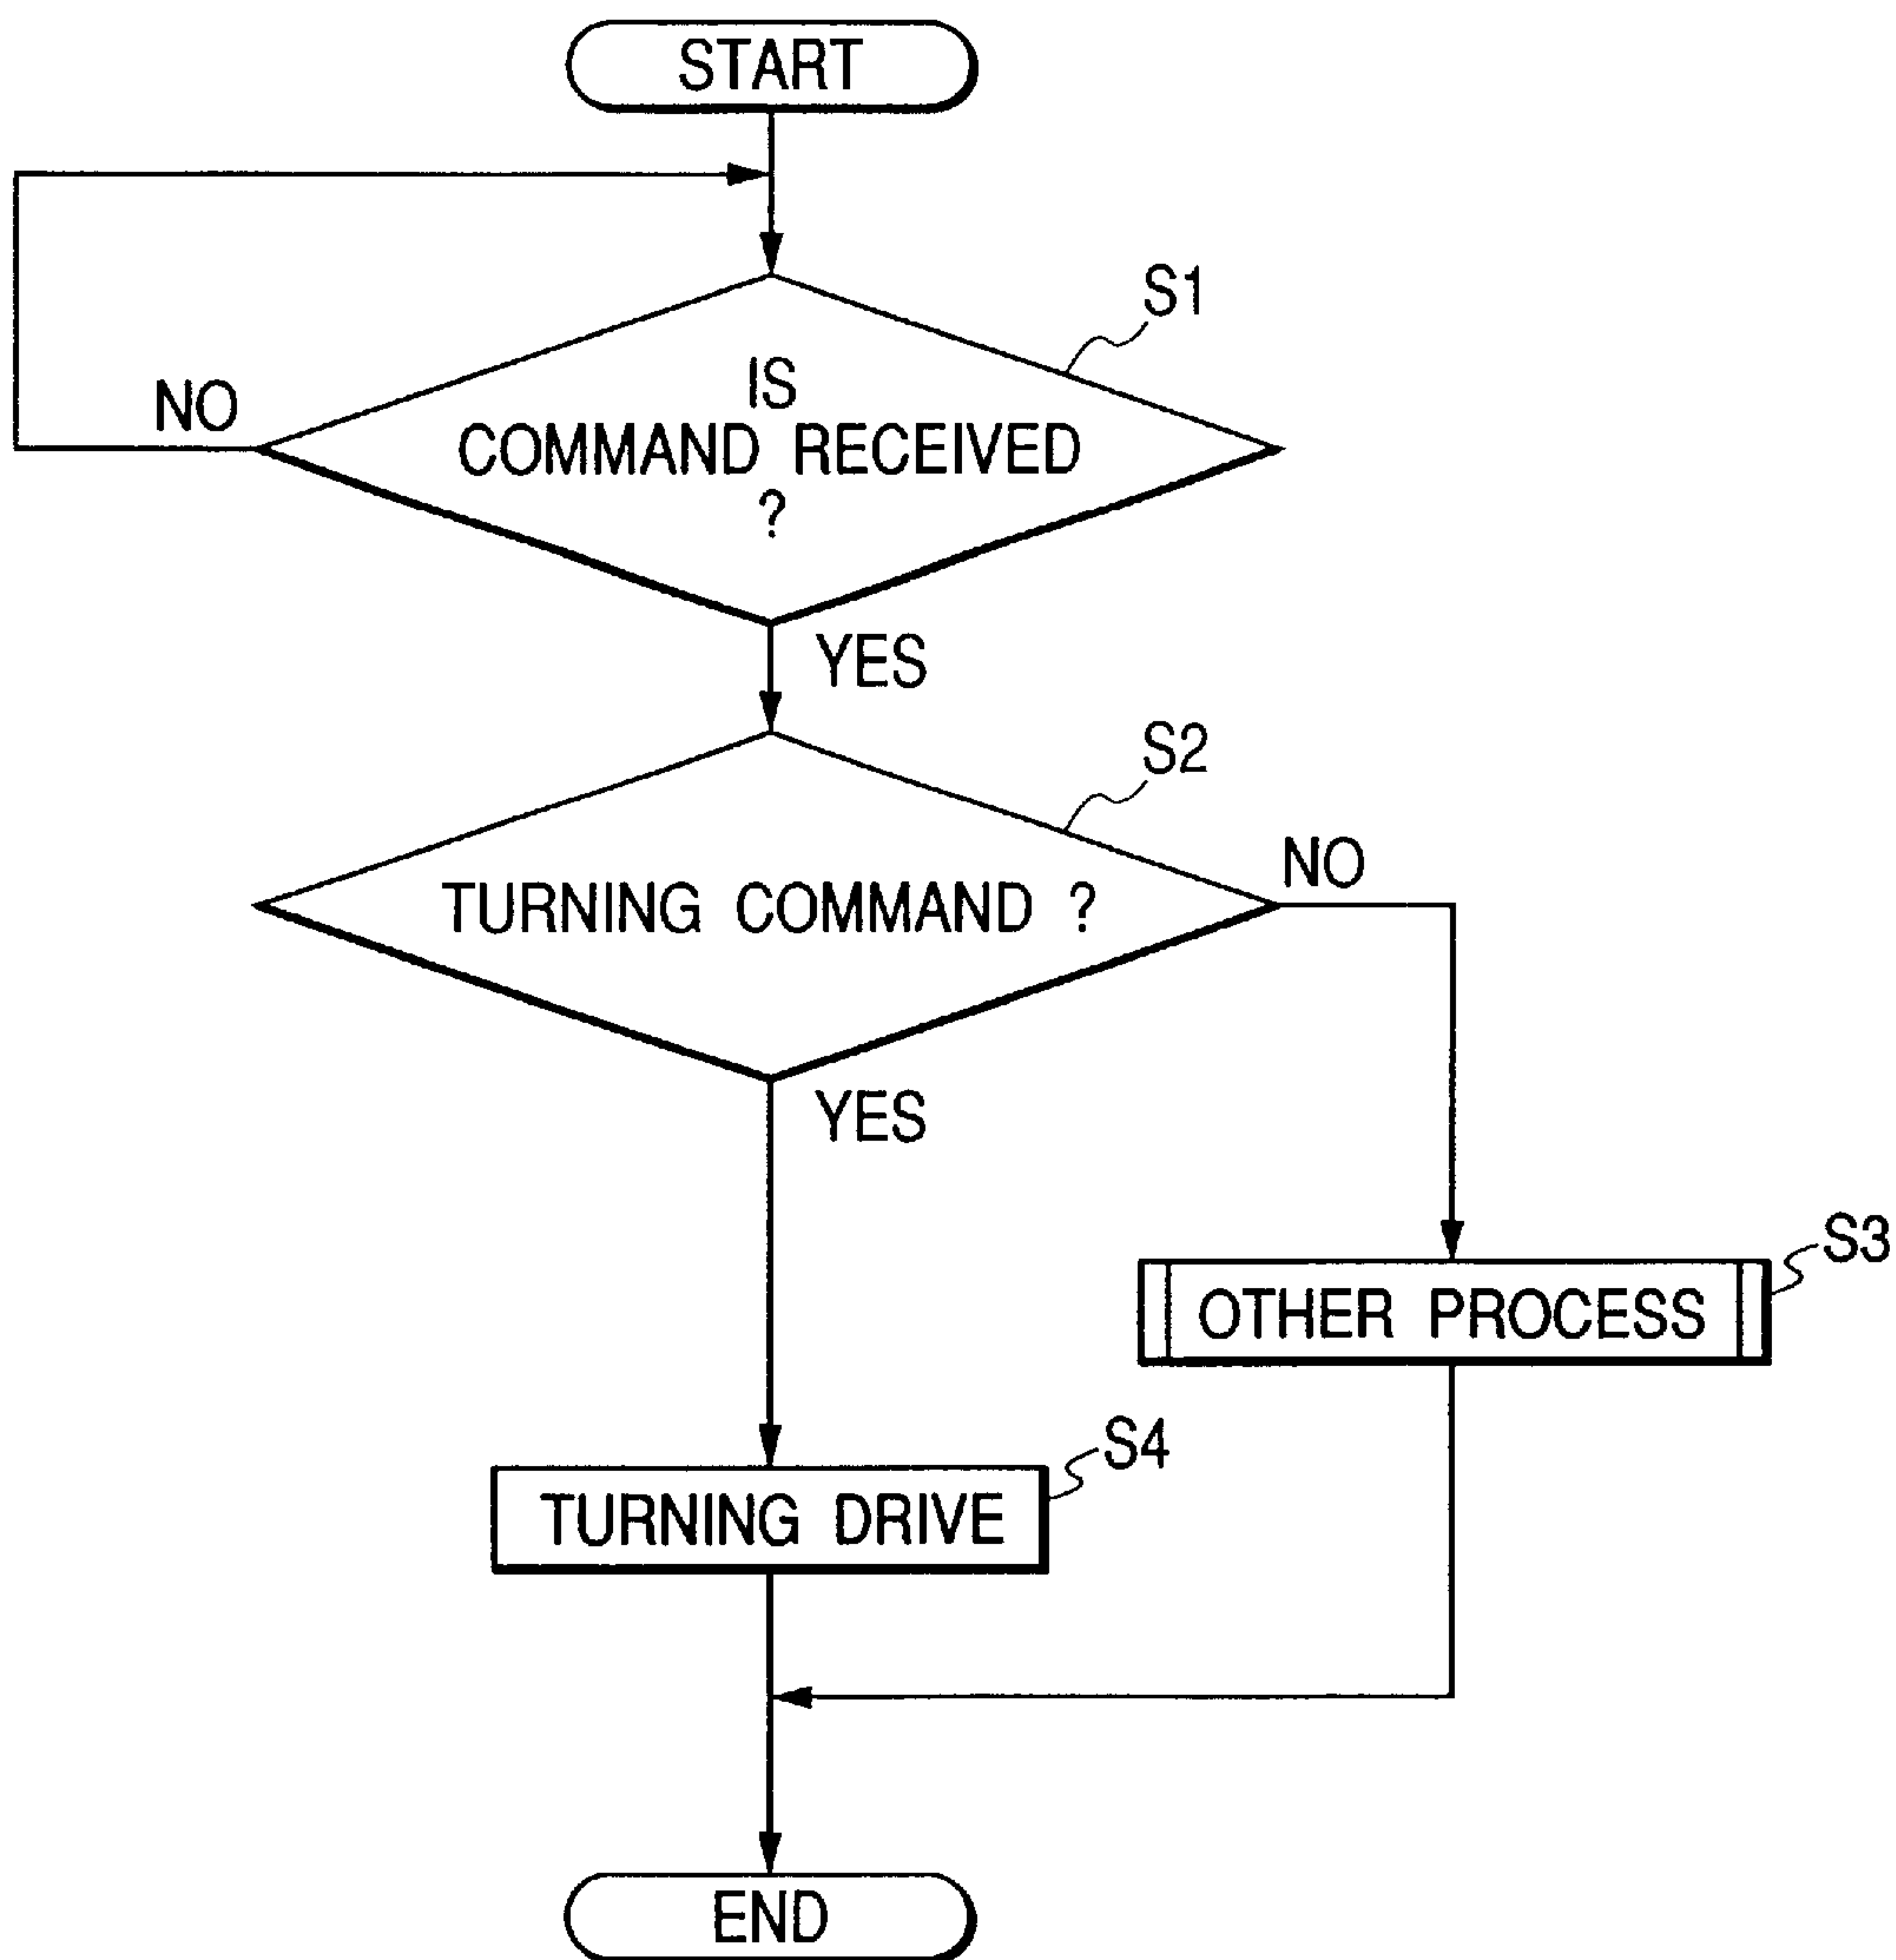 START
S1
IS
COMMAND RECEIVED
?
NO
YES
S2
TURNING COMMAND ?
NO
YES
S3
OTHER PROCESS
S4
TURNING DRIVE
END